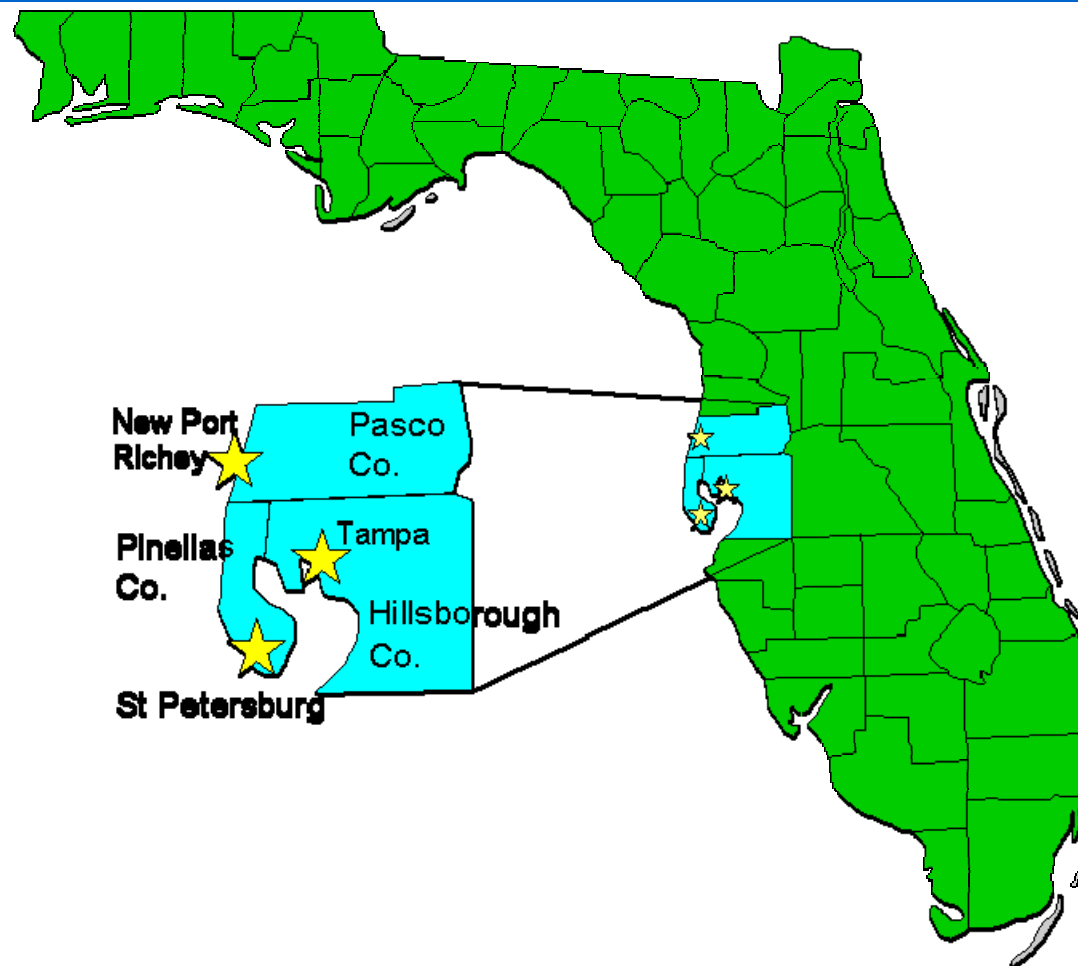 New Port
Richey
Pasco
Co.
Pinellas
Co.
Tampa
Hillsborough
Co.
St Petersburg